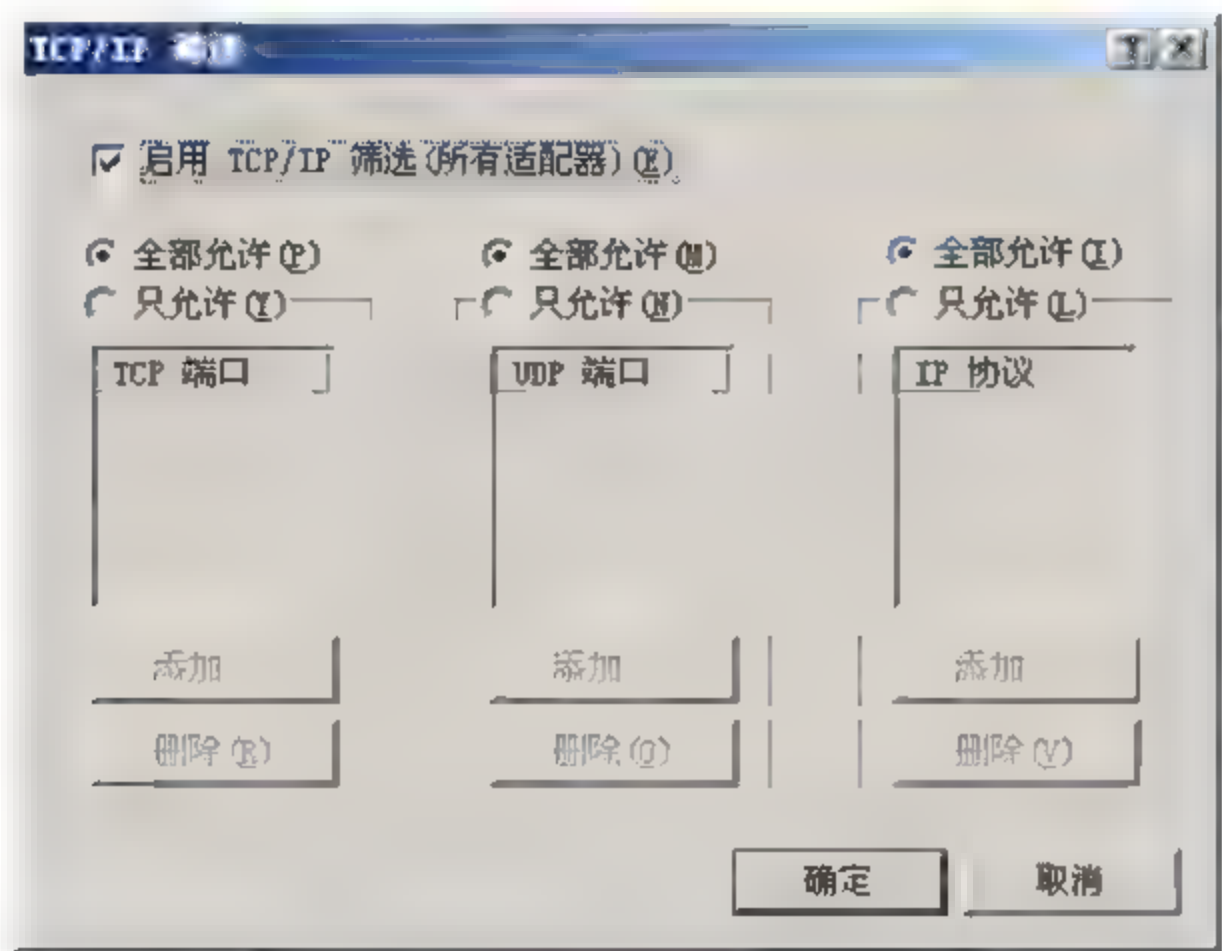 TCP/IP 筛选
启用 TCP/IP 筛选(所有适配器)(E)
全部允许(P) 全部允许(M) 全部允许(I)
只允许(Y) 只允许(N) 只允许(L)
TCP 端口 UDP 端口 IP 协议
添加 添加 添加
删除(R) 删除(O) 删除(V)
确定 取消